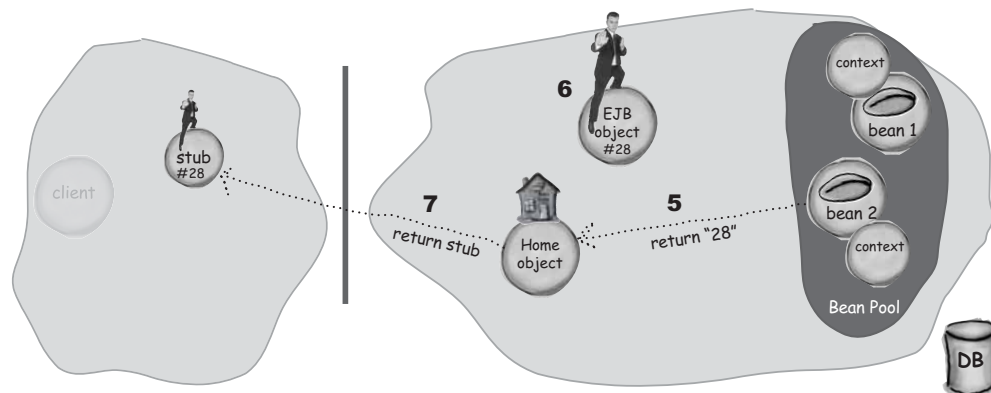 client
stub
#28
7
return stub
6
EJB
object
#28
Home
object
5
return "28"
context
bean 1
bean 2
context
Bean Pool
DB